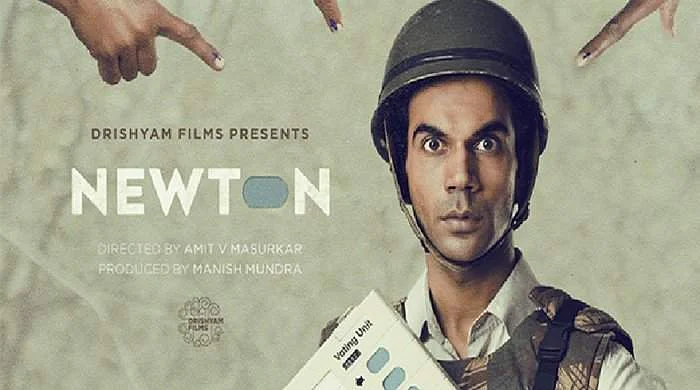 DRISHYAM FILMS PRESENTS
NEWTON
DIRECTED BY AMIT V MASURKAR
PRODUCED BY MANISH MUNDRA
DRISHYAM
FILMS
Voting Unit